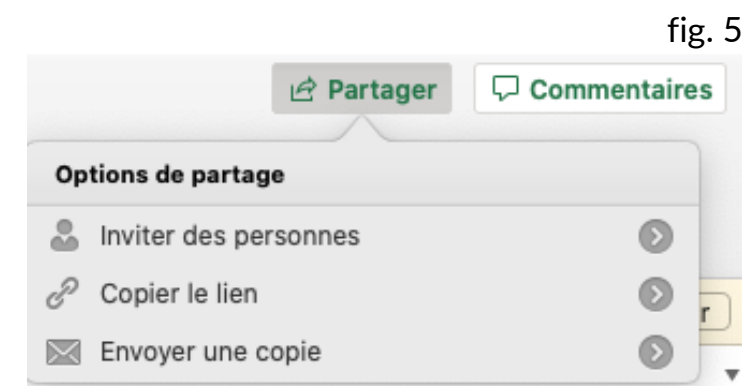 fig. 5
Partager Commentaires
Options de partage
Inviter des personnes
Copier le lien
Envoyer une copie
r